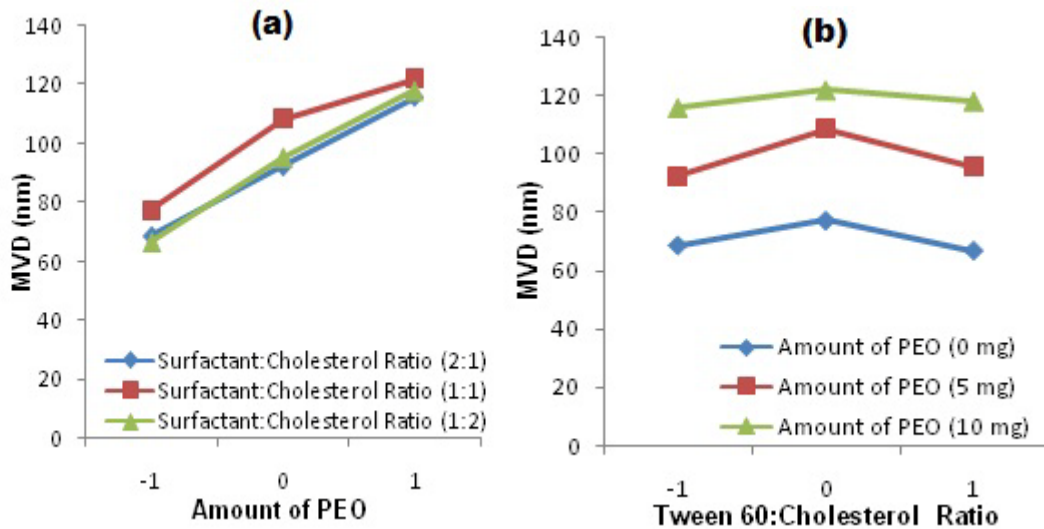 (a)
140
120
100
80
60
40
20
0
MVD (nm)
Surfactant:Cholesterol Ratio (2:1)
Surfactant:Cholesterol Ratio (1:1)
Surfactant:Cholesterol Ratio (1:2)
-1 0 1
Amount of PEO
(b)
140
120
100
80
60
40
20
0
MVD (nm)
Amount of PEO (0 mg)
Amount of PEO (5 mg)
Amount of PEO (10 mg)
-1 0 1
Tween 60:Cholesterol Ratio